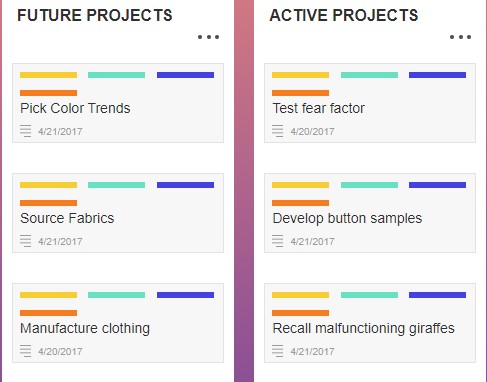 FUTURE PROJECTS
Pick Color Trends
4/21/2017
Source Fabrics
4/21/2017
Manufacture clothing
4/20/2017
ACTIVE PROJECTS
Test fear factor
4/20/2017
Develop button samples
4/21/2017
Recall malfunctioning giraffes
4/21/2017